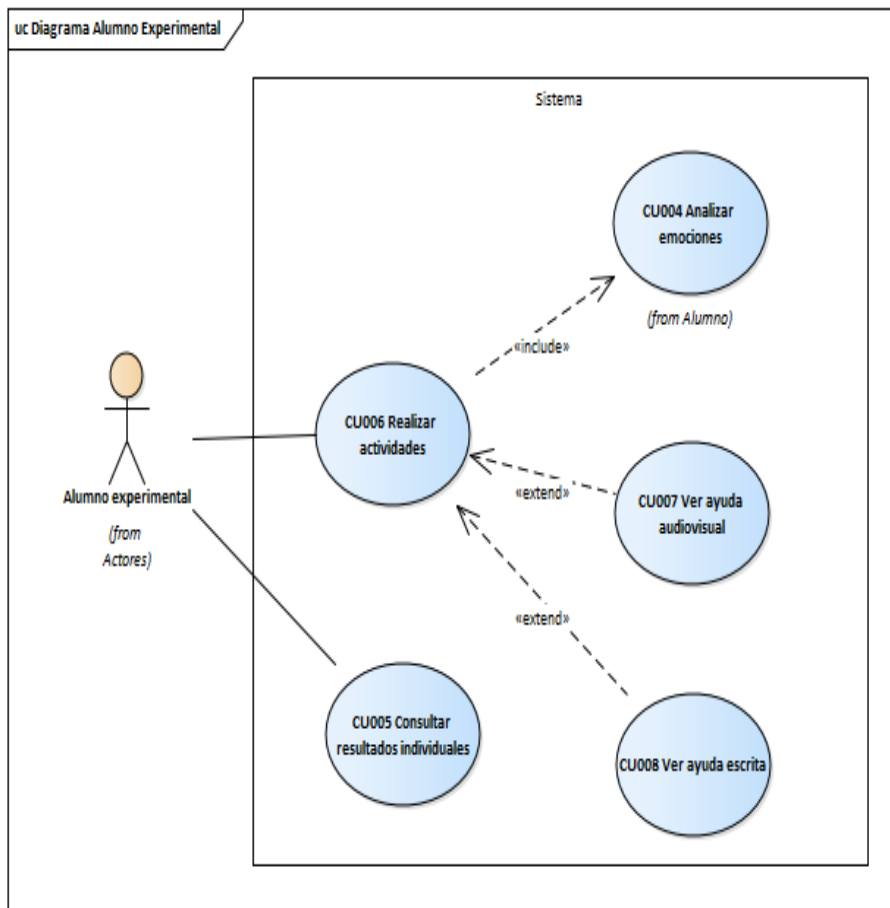 uc Diagrama Alumno Experimental
Sistema
CU004 Analizar
emociones
(from Alumno)
«include»
CU006 Realizar
actividades
Alumno experimental
(from
Actores)
«extend»
CU007 Ver ayuda
audiovisual
«extend»
CU005 Consultar
resultados individuales
CU008 Ver ayuda escrita